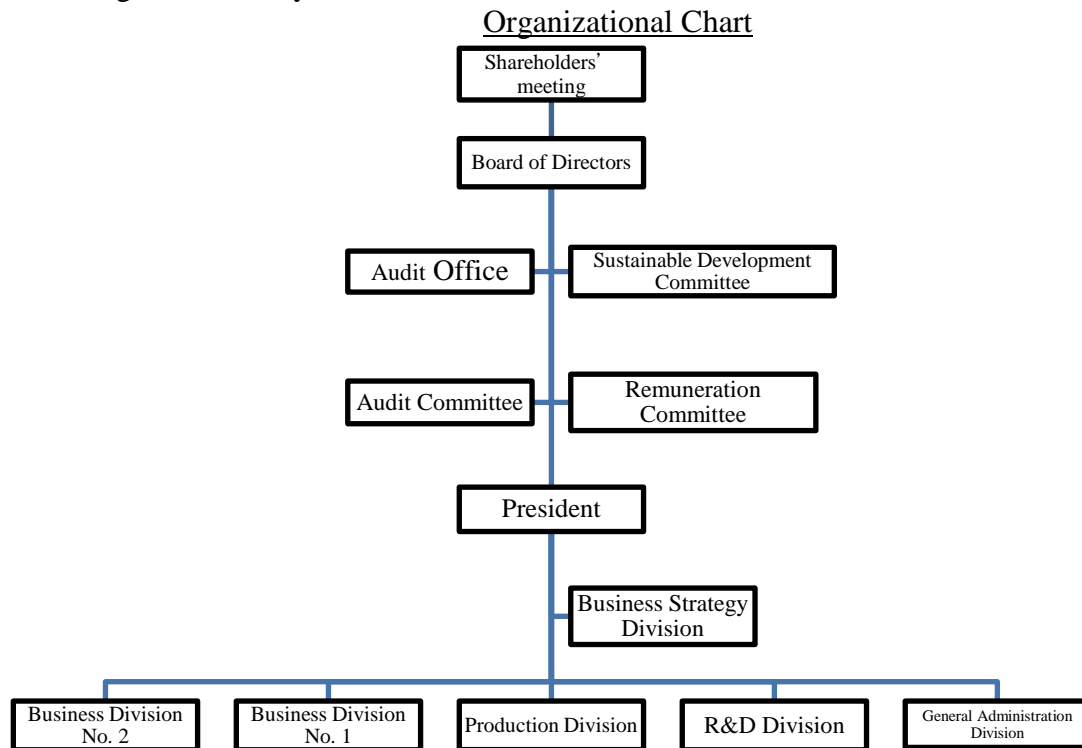 Organizational Chart
Shareholders’
meeting
Board of Directors
Audit Office
Sustainable Development
Committee
Audit Committee
Remuneration
Committee
President
Business Strategy
Division
Business Division
No. 2
Business Division
No. 1
Production Division
R&D Division
General Administration
Division